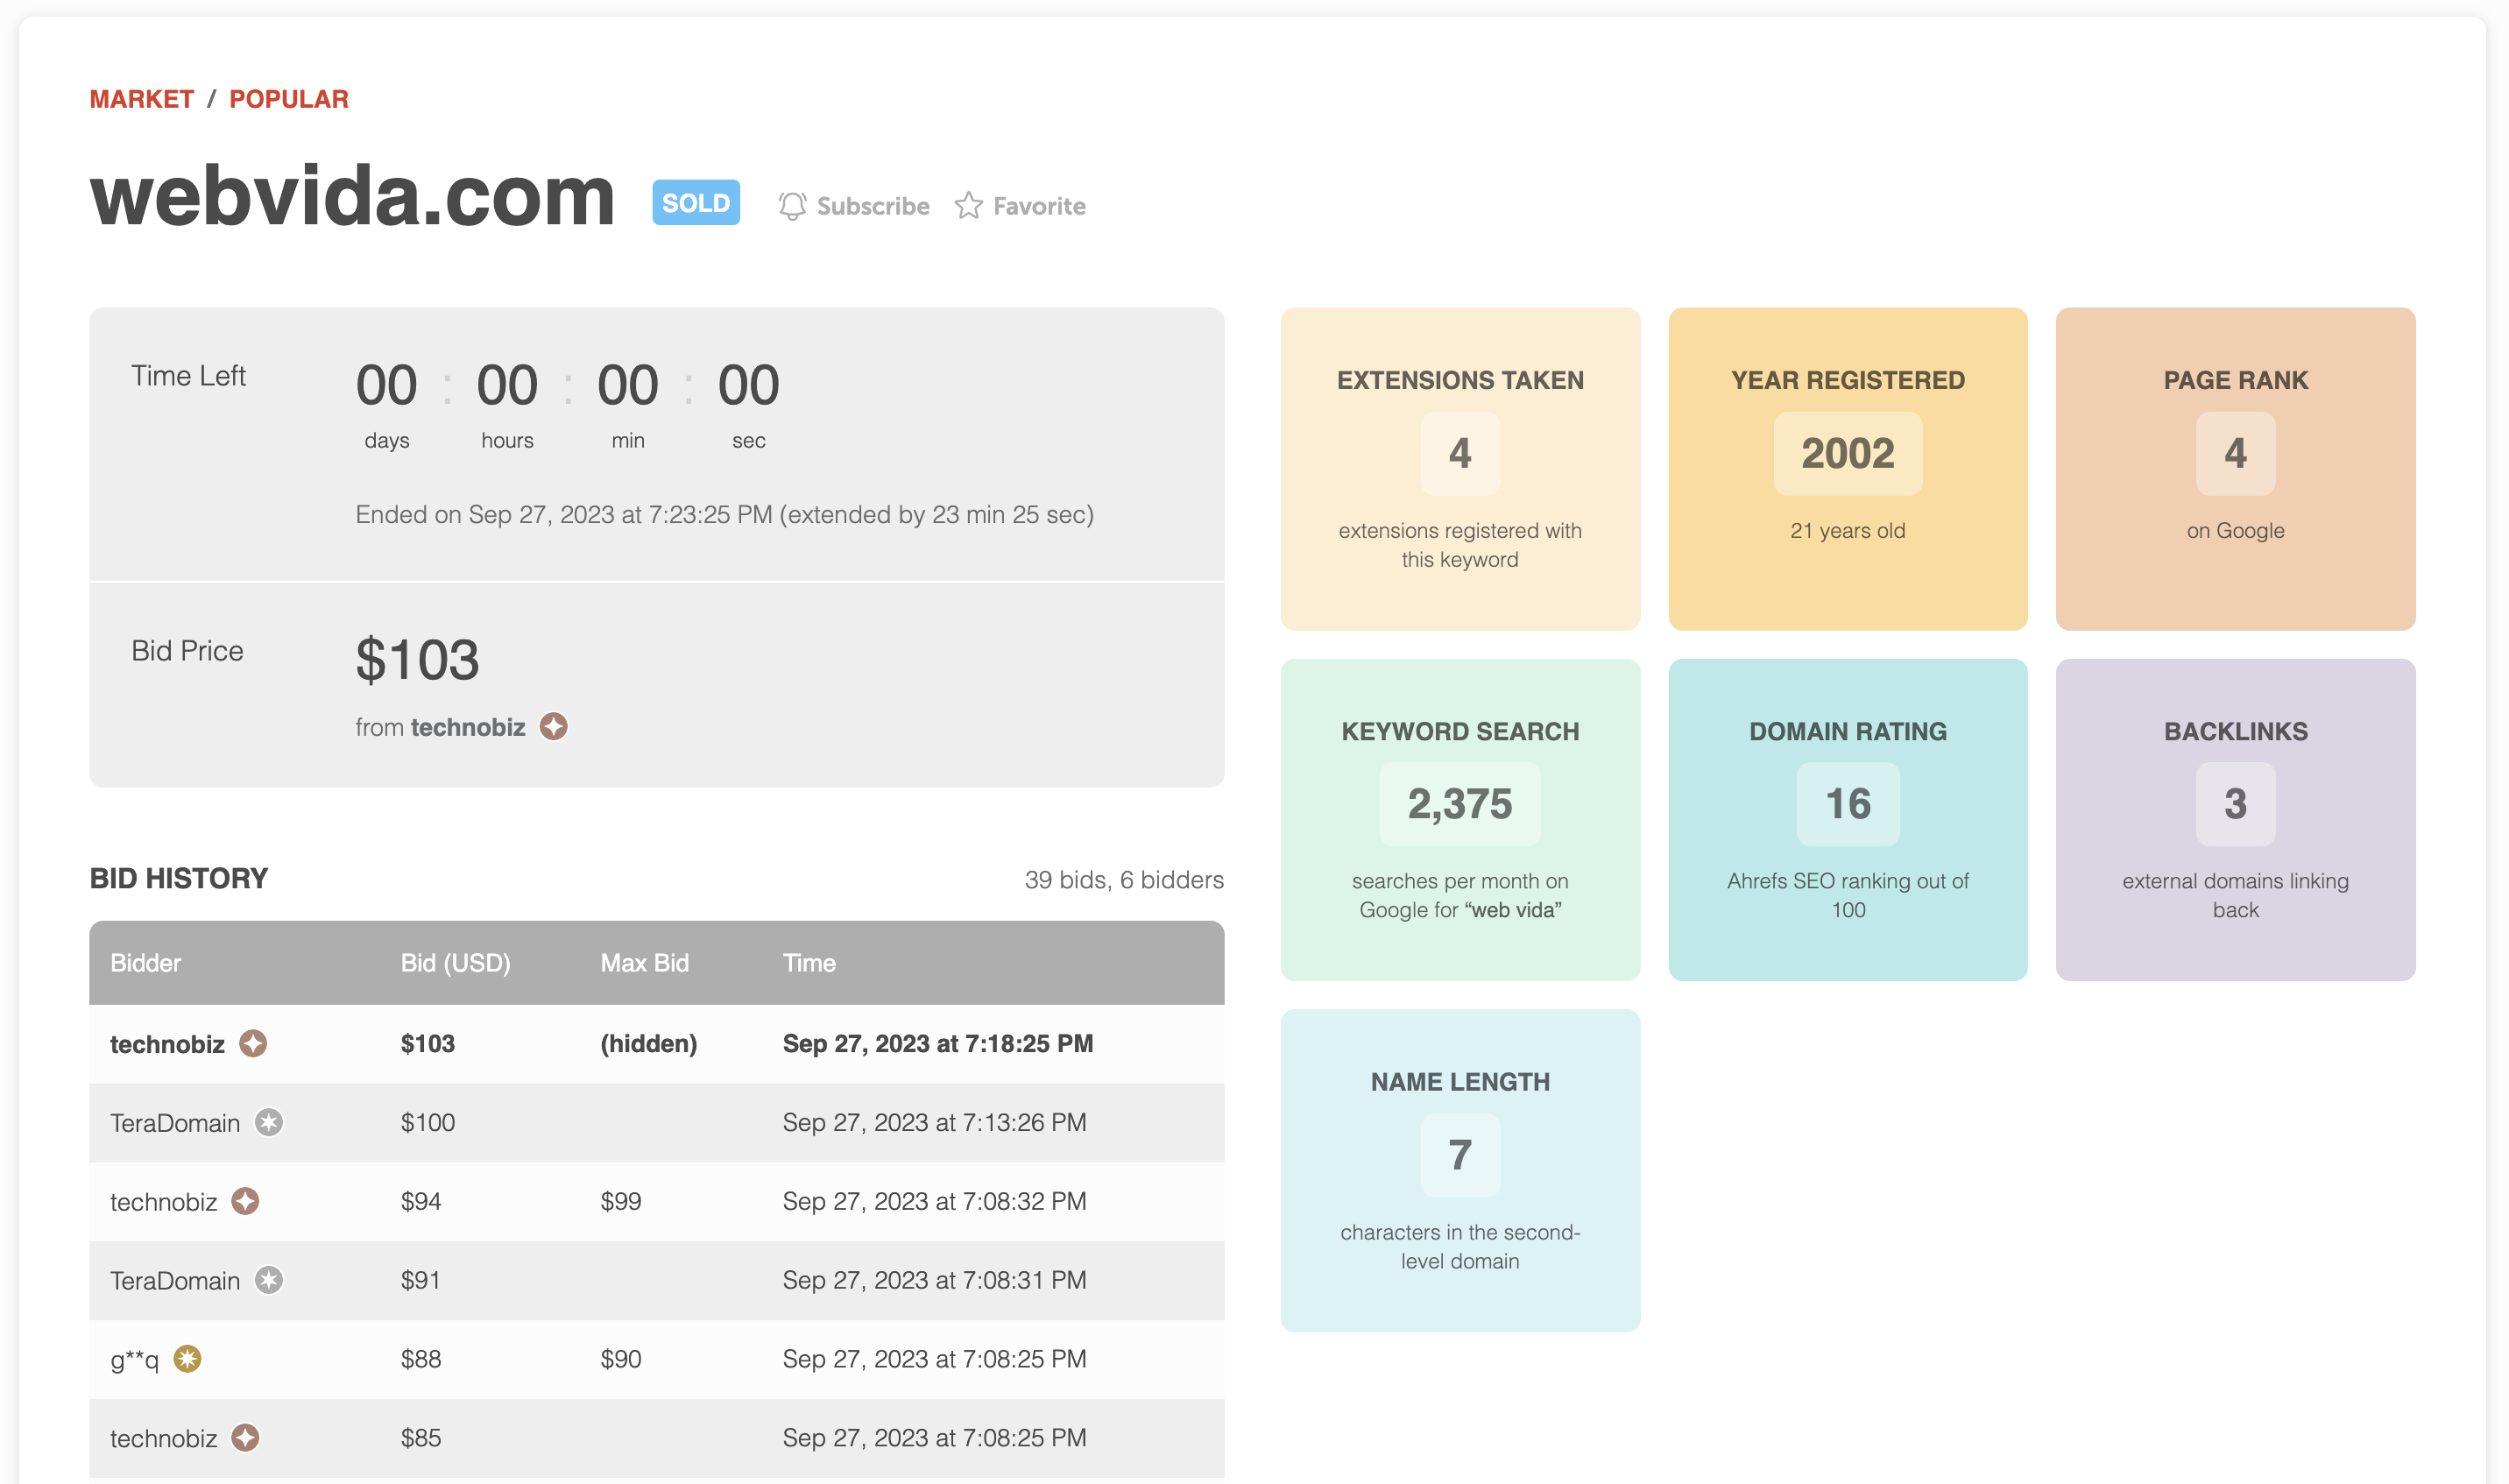 MARKET / POPULAR
webvida.com SOLD Subscribe Favorite
Time Left
00 : 00 : 00 : 00
days hours min sec
Ended on Sep 27, 2023 at 7:23:25 PM (extended by 23 min 25 sec)
Bid Price
$103
from technobiz
BID HISTORY
39 bids, 6 bidders
Bidder Bid (USD) Max Bid Time
technobiz $103 (hidden) Sep 27, 2023 at 7:18:25 PM
TeraDomain $100 Sep 27, 2023 at 7:13:26 PM
technobiz $94 $99 Sep 27, 2023 at 7:08:32 PM
TeraDomain $91 Sep 27, 2023 at 7:08:31 PM
g**q $88 $90 Sep 27, 2023 at 7:08:25 PM
technobiz $85 Sep 27, 2023 at 7:08:25 PM
EXTENSIONS TAKEN
4
extensions registered with
this keyword
YEAR REGISTERED
2002
21 years old
PAGE RANK
4
on Google
KEYWORD SEARCH
2,375
searches per month on
Google for “web vida”
DOMAIN RATING
16
Ahrefs SEO ranking out of
100
BACKLINKS
3
external domains linking
back
NAME LENGTH
7
characters in the second-
level domain